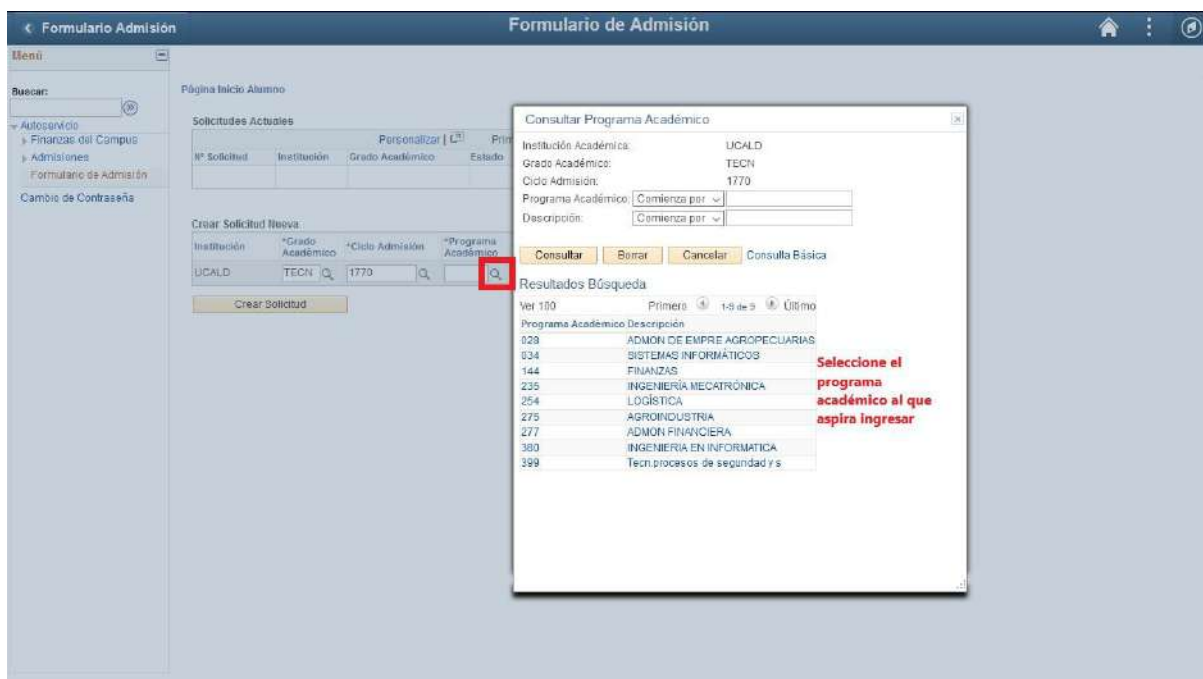 Formulario Admisión
Formulario de Admisión
Menú
Buscar:
Autoservicio
Finanzas del Campus
Admisiones
Formulario de Admisión
Cambio de Contraseña
Página Inicio Alumno
Solicitudes Actuales
Personalizar | Prim
Nº Solicitud Institución Grado Académico Estado
Crear Solicitud Nueva
Institución *Grado Académico *Ciclo Admisión *Programa Académico
UCALD TECN 1770
Crear Solicitud
Consultar Programa Académico
Institución Académica: UCALD
Grado Académico: TECN
Ciclo Admisión: 1770
Programa Académico: Comienza por
Descripción: Comienza por
Consultar Borrar Cancelar Consulta Básica
Resultados Búsqueda
Ver 100 Primero 1-9 de 9 Último
Programa Académico Descripción
029 ADMON DE EMPRE AGROPECUARIAS
034 SISTEMAS INFORMÁTICOS
144 FINANZAS
235 INGENIERÍA MECATRÓNICA
254 LOGÍSTICA
275 AGROINDUSTRIA
277 ADMON FINANCIERA
380 INGENIERIA EN INFORMATICA
399 Tecn.procesos de seguridad y s
Seleccione el
programa
académico al que
aspira ingresar